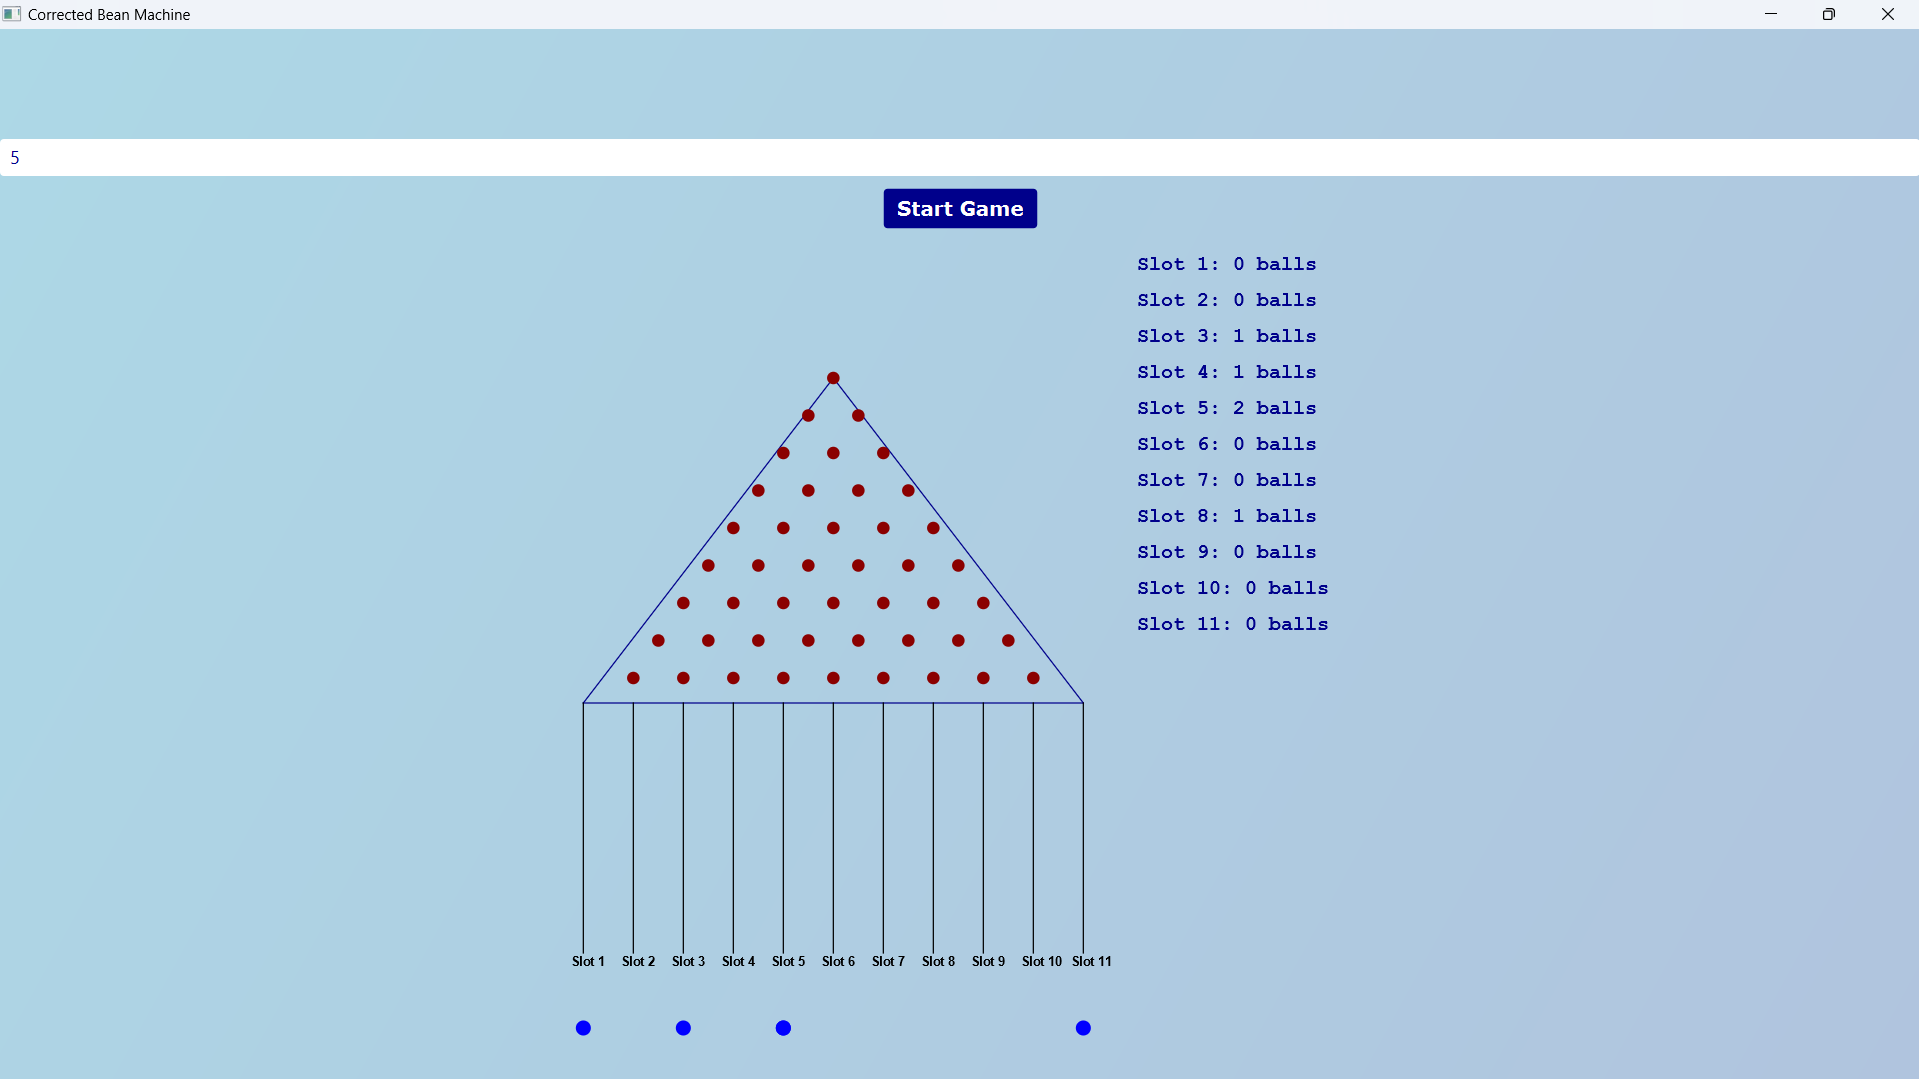 Corrected Bean Machine
5
Start Game
Slot 1: 0 balls
Slot 2: 0 balls
Slot 3: 1 balls
Slot 4: 1 balls
Slot 5: 2 balls
Slot 6: 0 balls
Slot 7: 0 balls
Slot 8: 1 balls
Slot 9: 0 balls
Slot 10: 0 balls
Slot 11: 0 balls
Slot 1 Slot 2 Slot 3 Slot 4 Slot 5 Slot 6 Slot 7 Slot 8 Slot 9 Slot 10 Slot 11